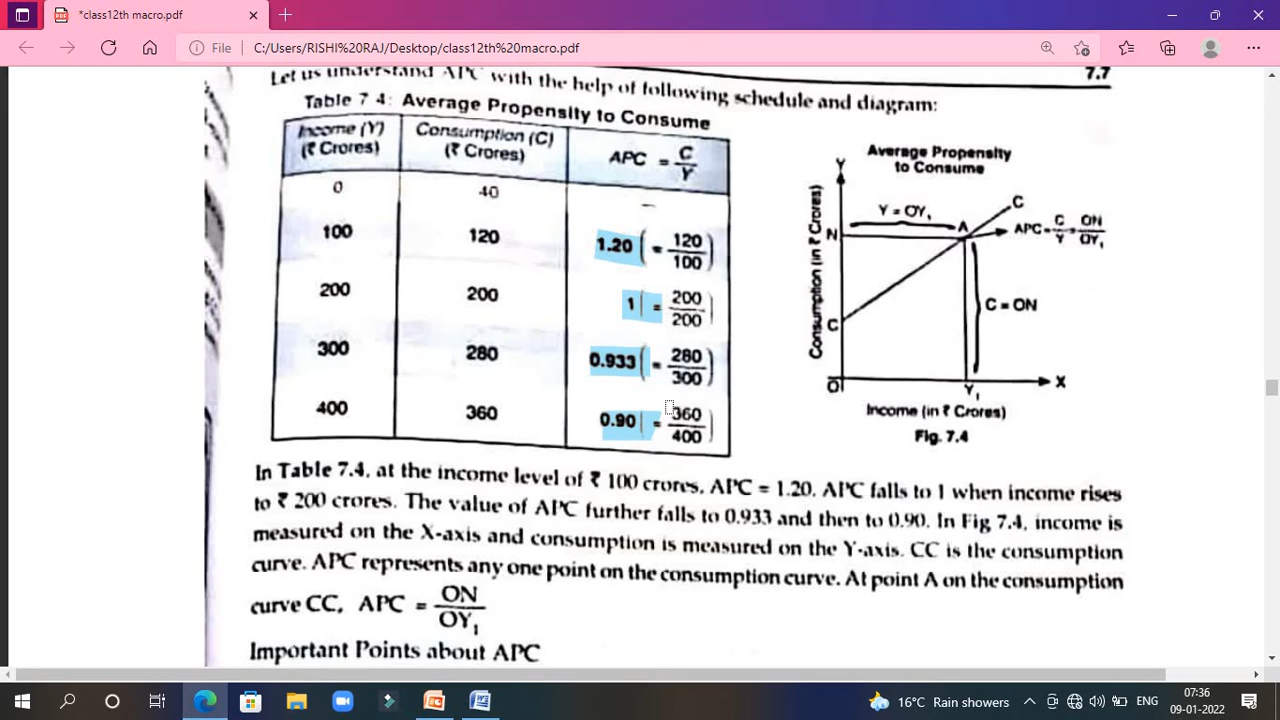 *class12th macro.pdf
File
C:/Users/RISHI%20RAJ/Desktop/class12th%20macro.pdf
7.7
Let us understand APC with the help of following schedule and diagram:
Table 7 4: Average Propensity to Consume
Income (Y) (₹ Crores) Consumption (C) (₹ Crores) APC = C/Y
0 40 —
100 120 1.20 ( = 120/100 )
200 200 1 ( = 200/200 )
300 280 0.933 ( = 280/300 )
400 360 0.90 ( = 360/400 )
Average Propensity
to Consume
Y
Y = OY₁
C
N
A
APC = C/Y = ON/OY₁
Consumption (in ₹ Crores)
C = ON
C
O
Y₁
X
Income (in ₹ Crores)
Fig. 7.4
In Table 7.4, at the income level of ₹ 100 crores, APC = 1.20. APC falls to 1 when income rises
to ₹ 200 crores. The value of APC further falls to 0.933 and then to 0.90. In Fig 7.4, income is
measured on the X-axis and consumption is measured on the Y-axis. CC is the consumption
curve. APC represents any one point on the consumption curve. At point A on the consumption
curve CC, APC = ON/OY₁
Important Points about APC
16°C Rain showers
ENG
07:36
09-01-2022